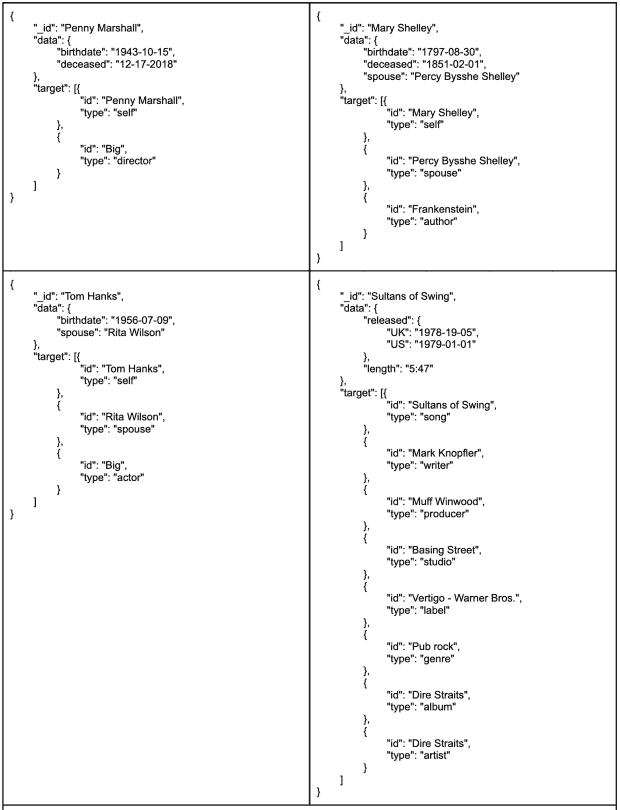 {
"_id": "Penny Marshall",
"data": {
"birthdate": "1943-10-15",
"deceased": "12-17-2018"
},
"target": [{
"id": "Penny Marshall",
"type": "self"
},
{
"id": "Big",
"type": "director"
}
]
}
{
"_id": "Mary Shelley",
"data": {
"birthdate": "1797-08-30",
"deceased": "1851-02-01",
"spouse": "Percy Bysshe Shelley"
},
"target": [{
"id": "Mary Shelley",
"type": "self"
},
{
"id": "Percy Bysshe Shelley",
"type": "spouse"
},
{
"id": "Frankenstein",
"type": "author"
}
]
}
{
"_id": "Tom Hanks",
"data": {
"birthdate": "1956-07-09",
"spouse": "Rita Wilson"
},
"target": [{
"id": "Tom Hanks",
"type": "self"
},
{
"id": "Rita Wilson",
"type": "spouse"
},
{
"id": "Big",
"type": "actor"
}
]
}
{
"_id": "Sultans of Swing",
"data": {
"released": {
"UK": "1978-19-05",
"US": "1979-01-01"
},
"length": "5:47"
},
"target": [{
"id": "Sultans of Swing",
"type": "song"
},
{
"id": "Mark Knopfler",
"type": "writer"
},
{
"id": "Muff Winwood",
"type": "producer"
},
{
"id": "Basing Street",
"type": "studio"
},
{
"id": "Vertigo - Warner Bros.",
"type": "label"
},
{
"id": "Pub rock",
"type": "genre"
},
{
"id": "Dire Straits",
"type": "album"
},
{
"id": "Dire Straits",
"type": "artist"
}
]
}